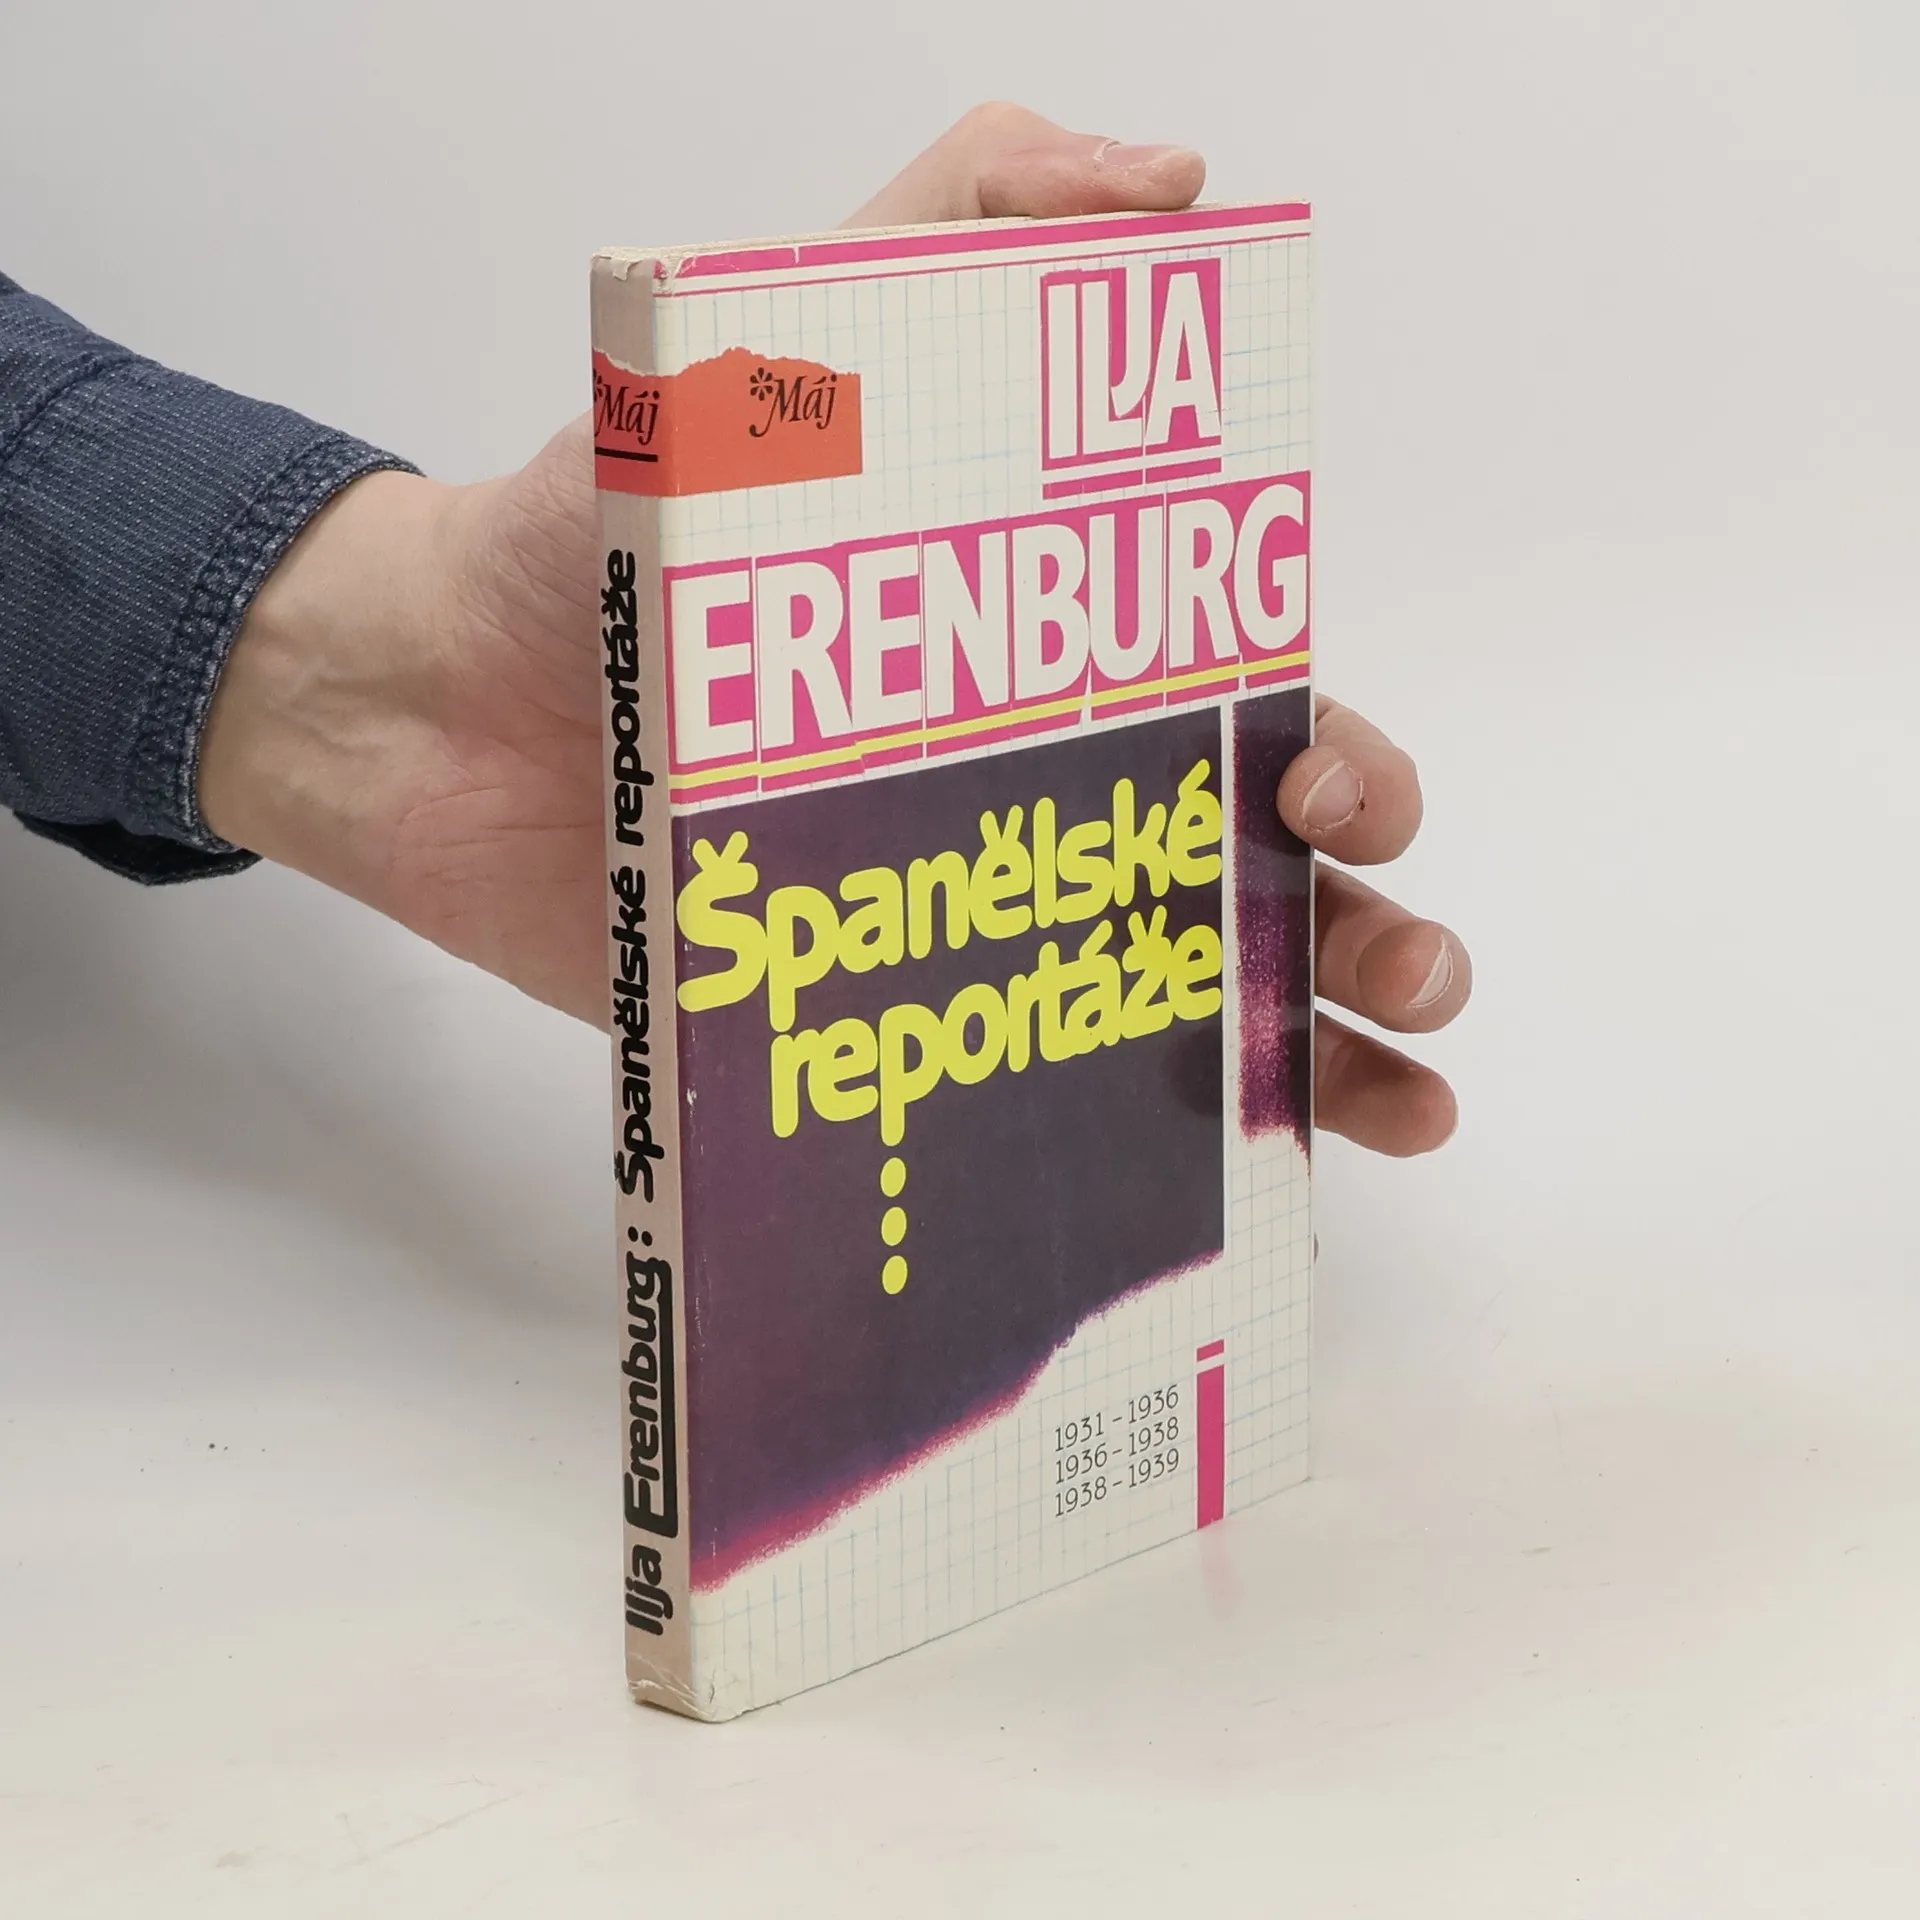 *Máj
*Máj
ILJA
ERENBURG
Španělské
reportáže
1931 – 1936
1936 – 1938
1938 – 1939
Ilja Erenburg: Španělské reportáže